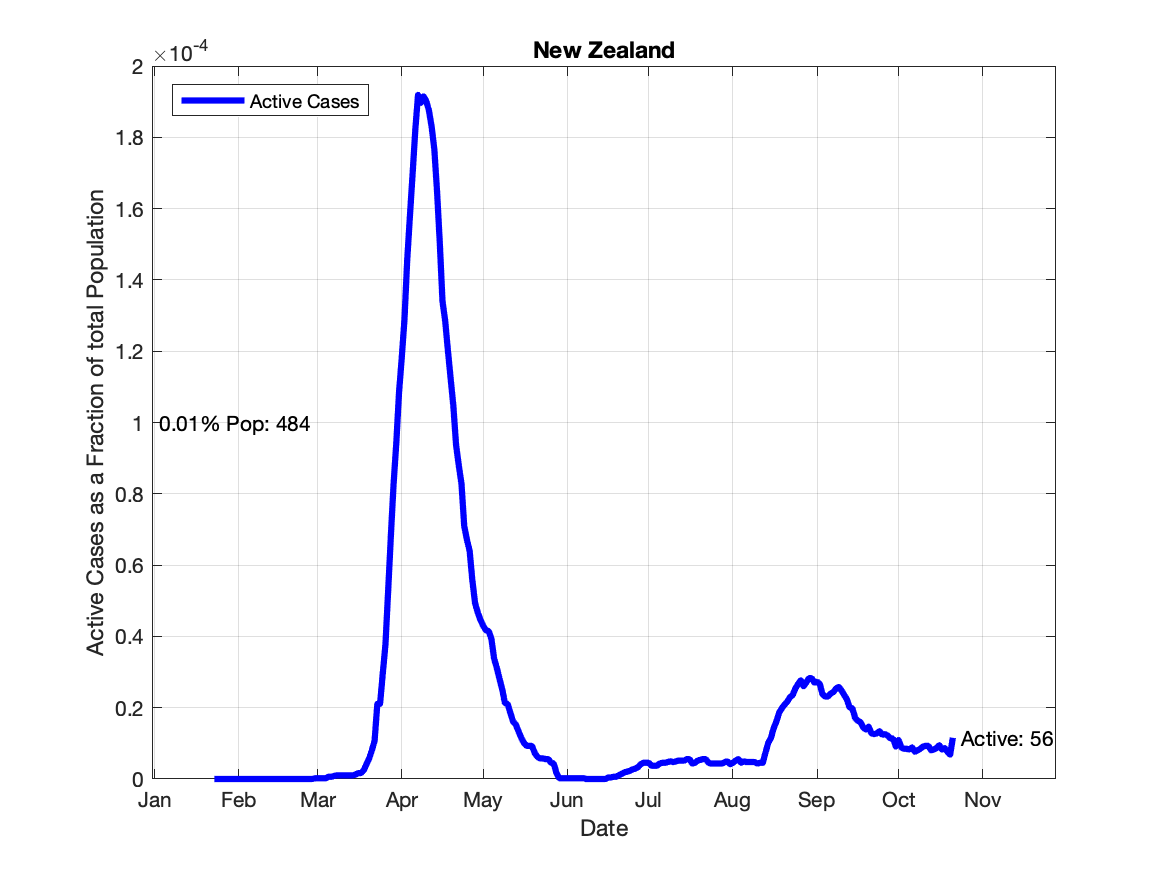 New Zealand
×10-4
2
1.8
1.6
1.4
1.2
1
0.8
0.6
0.4
0.2
0
Active Cases
0.01% Pop: 484
Active: 56
Active Cases as a Fraction of total Population
Jan Feb Mar Apr May Jun Jul Aug Sep Oct Nov
Date